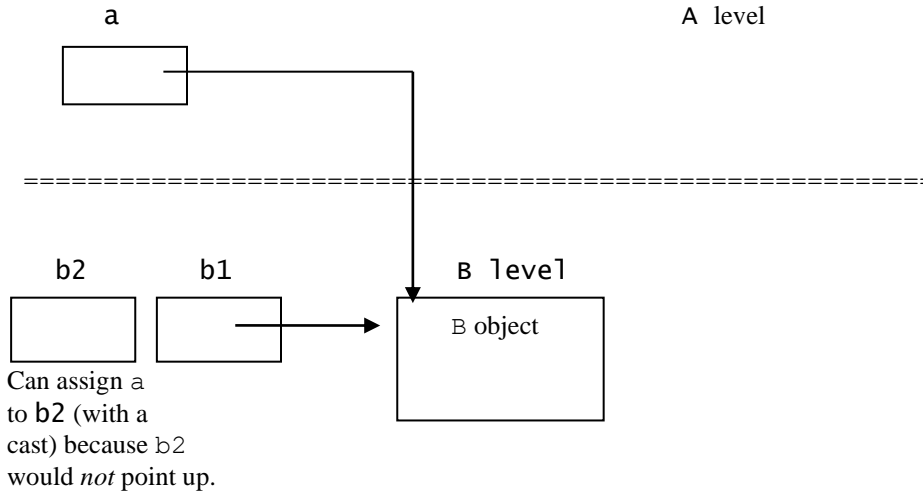 a A level
==========================================================
b2 b1 B level
B object
Can assign a
to b2 (with a
cast) because b2
would not point up.